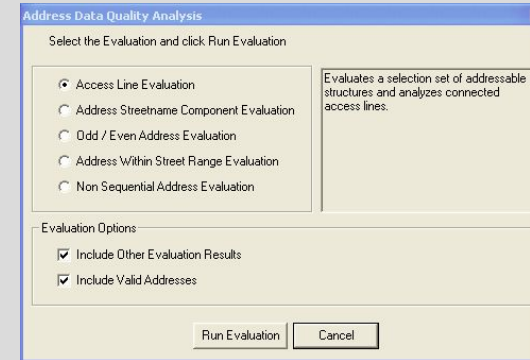 Address Data Quality Analysis
Select the Evaluation and click Run Evaluation
Access Line Evaluation
Address Streetname Component Evaluation
Odd / Even Address Evaluation
Address Within Street Range Evaluation
Non Sequential Address Evaluation
Evaluates a selection set of addressable
structures and analyzes connected
access lines.
Evaluation Options
Include Other Evaluation Results
Include Valid Addresses
Run Evaluation
Cancel